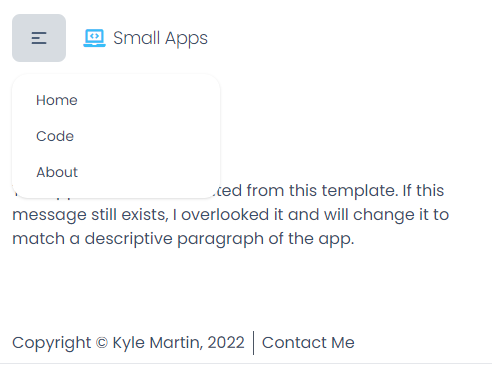 Small Apps
Home
Code
About
ted from this template. If this
message still exists, I overlooked it and will change it to
match a descriptive paragraph of the app.
Copyright © Kyle Martin, 2022
Contact Me